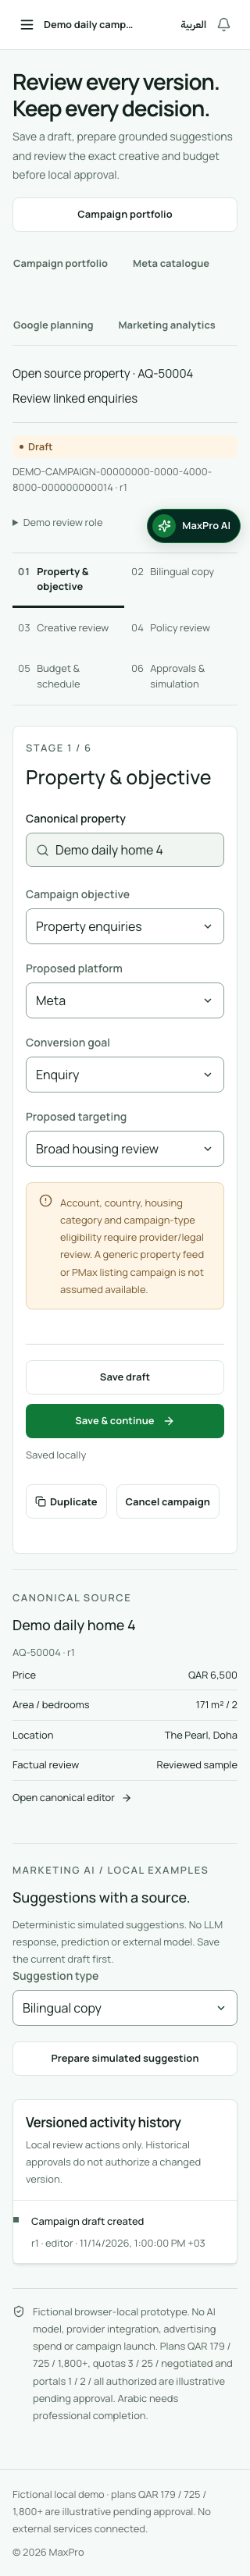 Demo daily camp...
العربية
Review every version.
Keep every decision.
Save a draft, prepare grounded suggestions
and review the exact creative and budget
before local approval.
Campaign portfolio
Campaign portfolio
Meta catalogue
Google planning
Marketing analytics
Open source property · AQ-50004
Review linked enquiries
Draft
DEMO-CAMPAIGN-00000000-0000-4000-
8000-000000000014 · r1
Demo review role
MaxPro AI
01 Property &
objective
02 Bilingual copy
03 Creative review
04 Policy review
05 Budget &
schedule
06 Approvals &
simulation
STAGE 1 / 6
Property & objective
Canonical property
Demo daily home 4
Campaign objective
Property enquiries
Proposed platform
Meta
Conversion goal
Enquiry
Proposed targeting
Broad housing review
Account, country, housing
category and campaign-type
eligibility require provider/legal
review. A generic property feed
or PMax listing campaign is not
assumed available.
Save draft
Save & continue
Saved locally
Duplicate
Cancel campaign
CANONICAL SOURCE
Demo daily home 4
AQ-50004 · r1
Price QAR 6,500
Area / bedrooms 171 m² / 2
Location The Pearl, Doha
Factual review Reviewed sample
Open canonical editor
MARKETING AI / LOCAL EXAMPLES
Suggestions with a source.
Deterministic simulated suggestions. No LLM
response, prediction or external model. Save
the current draft first.
Suggestion type
Bilingual copy
Prepare simulated suggestion
Versioned activity history
Local review actions only. Historical
approvals do not authorize a changed
version.
Campaign draft created
r1 · editor · 11/14/2026, 1:00:00 PM +03
Fictional browser-local prototype. No AI
model, provider integration, advertising
spend or campaign launch. Plans QAR 179 /
725 / 1,800+, quotas 3 / 25 / negotiated and
portals 1 / 2 / all authorized are illustrative
pending approval. Arabic needs
professional completion.
Fictional local demo · plans QAR 179 / 725 /
1,800+ are illustrative pending approval. No
external services connected.
© 2026 MaxPro